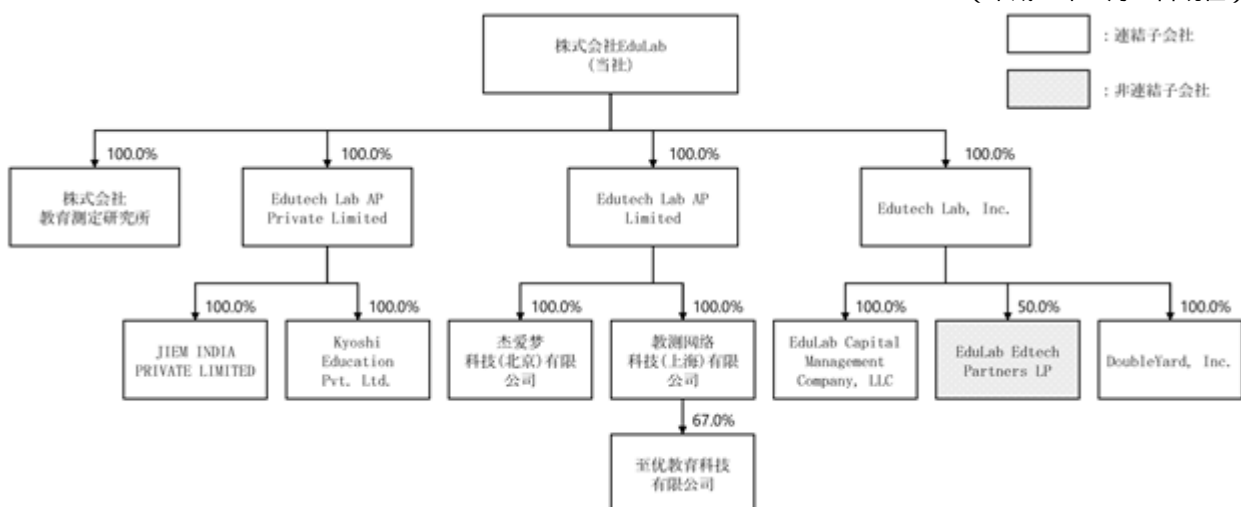 株式会社EduLab
(当社)
:連結子会社
:非連結子会社
100.0%
100.0%
100.0%
100.0%
株式会社
教育測定研究所
Edutech Lab AP
Private Limited
Edutech Lab AP
Limited
Edutech Lab, Inc.
100.0%
100.0%
100.0%
100.0%
100.0%
50.0%
100.0%
JIEM INDIA
PRIVATE LIMITED
Kyoshi
Education
Pvt. Ltd.
杰爱梦
科技(北京)有限
公司
教测网络
科技(上海)有限
公司
EduLab Capital
Management
Company, LLC
EduLab Edtech
Partners LP
DoubleYard, Inc.
67.0%
至优教育科技
有限公司